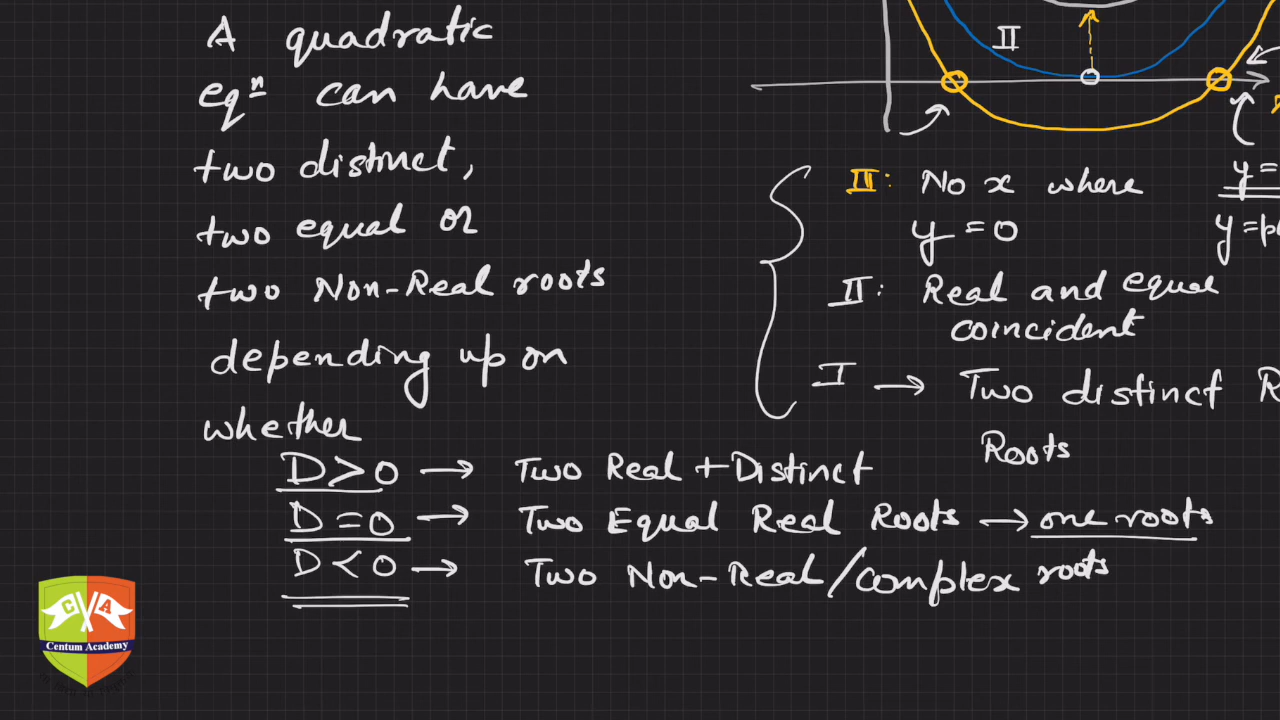 A quadratic
eqⁿ can have
two distinct,
two equal or
two Non-Real roots
depending up on
whether
D>0 → Two Real + Distinct
D=0 → Two Equal Real Roots → one roots
D<0 → Two Non-Real/complex roots
II
III: No x where
y=0
II: Real and equal
coincident
I → Two distinct R
Roots
y=
y=p
CA
Centum Academy